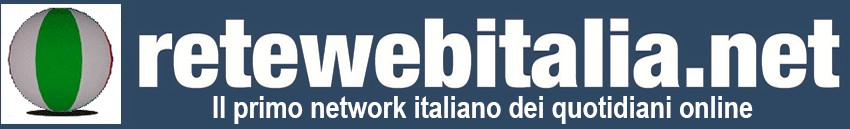 retewebitalia.net
Il primo network italiano dei quotidiani online